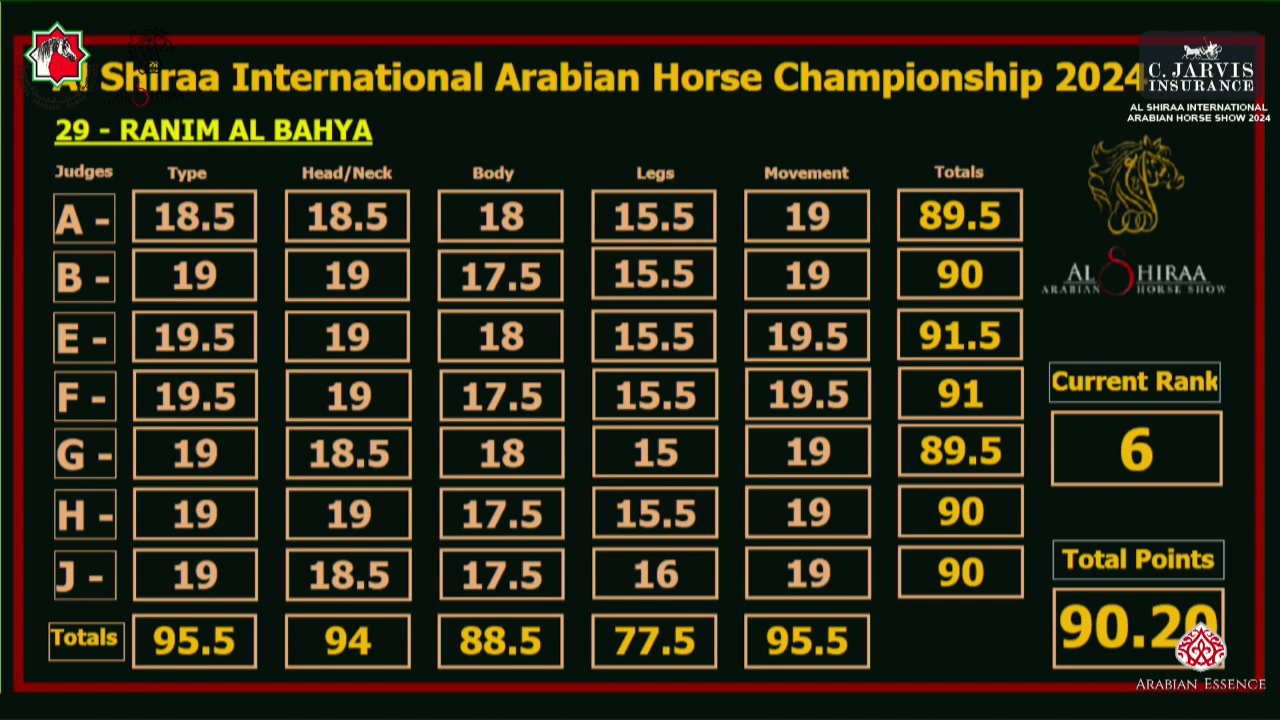 Shiraa International Arabian Horse Championship 2024
C. JARVIS
INSURANCE
AL SHIRAA INTERNATIONAL
ARABIAN HORSE SHOW 2024
29 - RANIM AL BAHYA
Judges Type Head/Neck Body Legs Movement Totals
A - 18.5 18.5 18 15.5 19 89.5
B - 19 19 17.5 15.5 19 90
E - 19.5 19 18 15.5 19.5 91.5
F - 19.5 19 17.5 15.5 19.5 91
G - 19 18.5 18 15 19 89.5
H - 19 19 17.5 15.5 19 90
J - 19 18.5 17.5 16 19 90
Totals 95.5 94 88.5 77.5 95.5
AL SHIRAA
ARABIAN HORSE SHOW
Current Rank
6
Total Points
90.20
ARABIAN ESSENCE